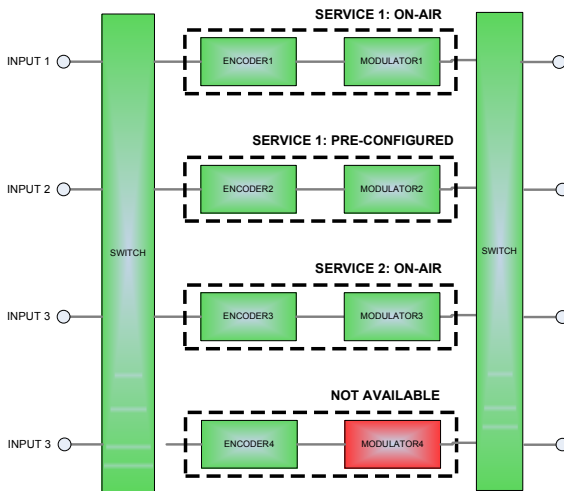 SERVICE 1: ON-AIR
INPUT 1
ENCODER1
MODULATOR1
SERVICE 1: PRE-CONFIGURED
INPUT 2
ENCODER2
MODULATOR2
SWITCH
SWITCH
SERVICE 2: ON-AIR
INPUT 3
ENCODER3
MODULATOR3
NOT AVAILABLE
INPUT 3
ENCODER4
MODULATOR4